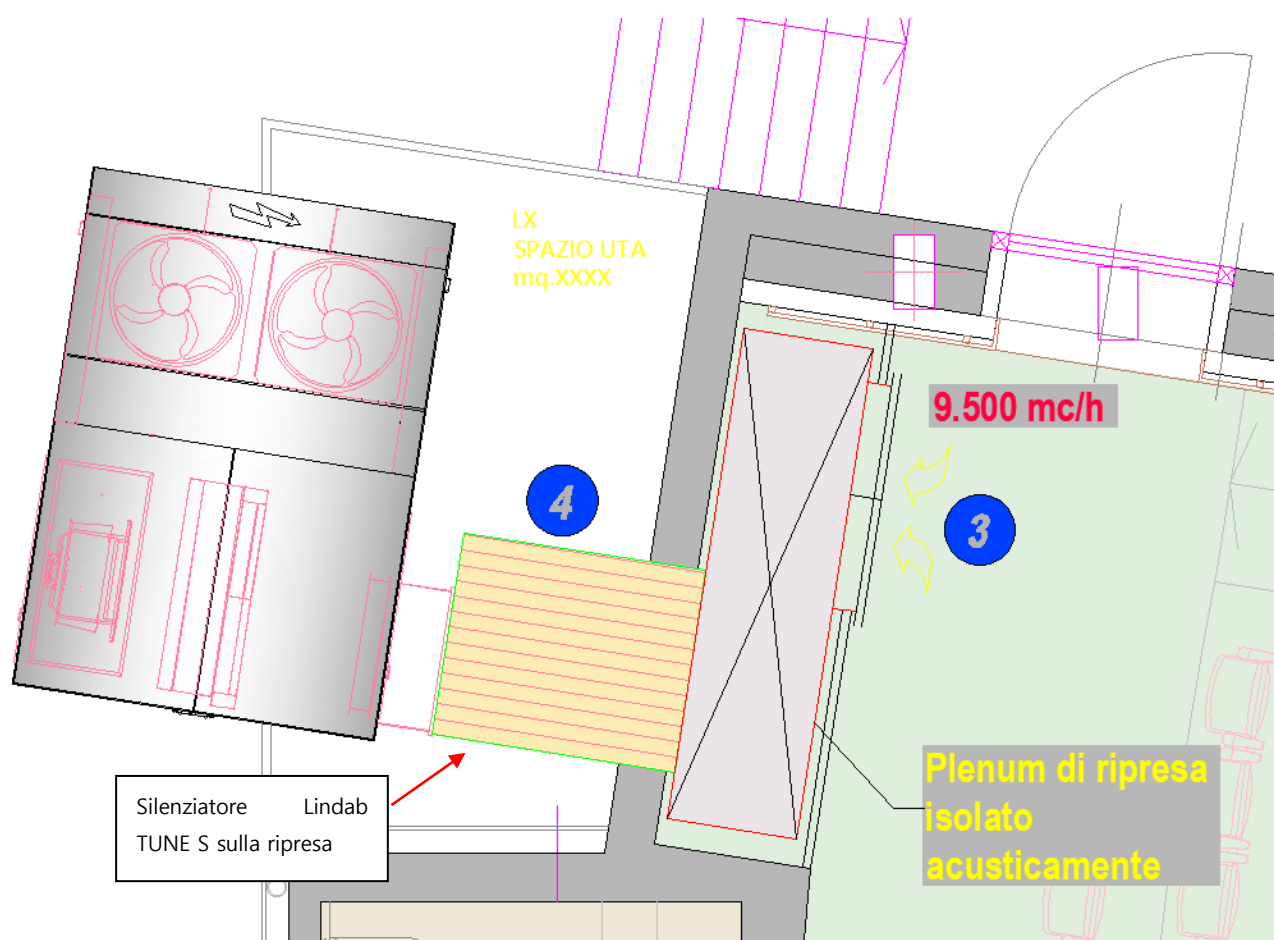 LX
SPAZIO UTA
mq.XXXX
9.500 mc/h
4
3
Silenziatore Lindab
TUNE S sulla ripresa
Plenum di ripresa
isolato
acusticamente